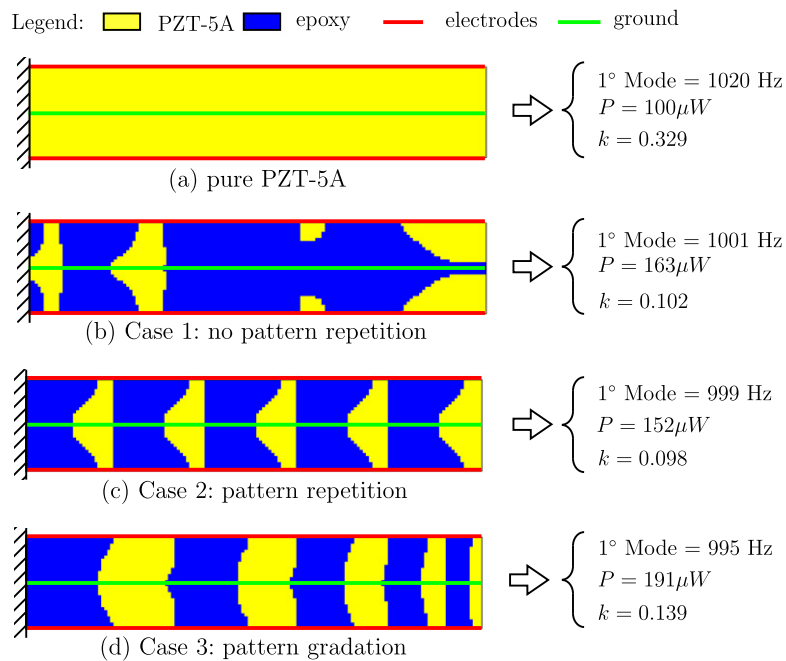 Legend: PZT-5A epoxy electrodes ground
1° Mode = 1020 Hz
P = 100μW
k = 0.329
(a) pure PZT-5A
1° Mode = 1001 Hz
P = 163μW
k = 0.102
(b) Case 1: no pattern repetition
1° Mode = 999 Hz
P = 152μW
k = 0.098
(c) Case 2: pattern repetition
1° Mode = 995 Hz
P = 191μW
k = 0.139
(d) Case 3: pattern gradation